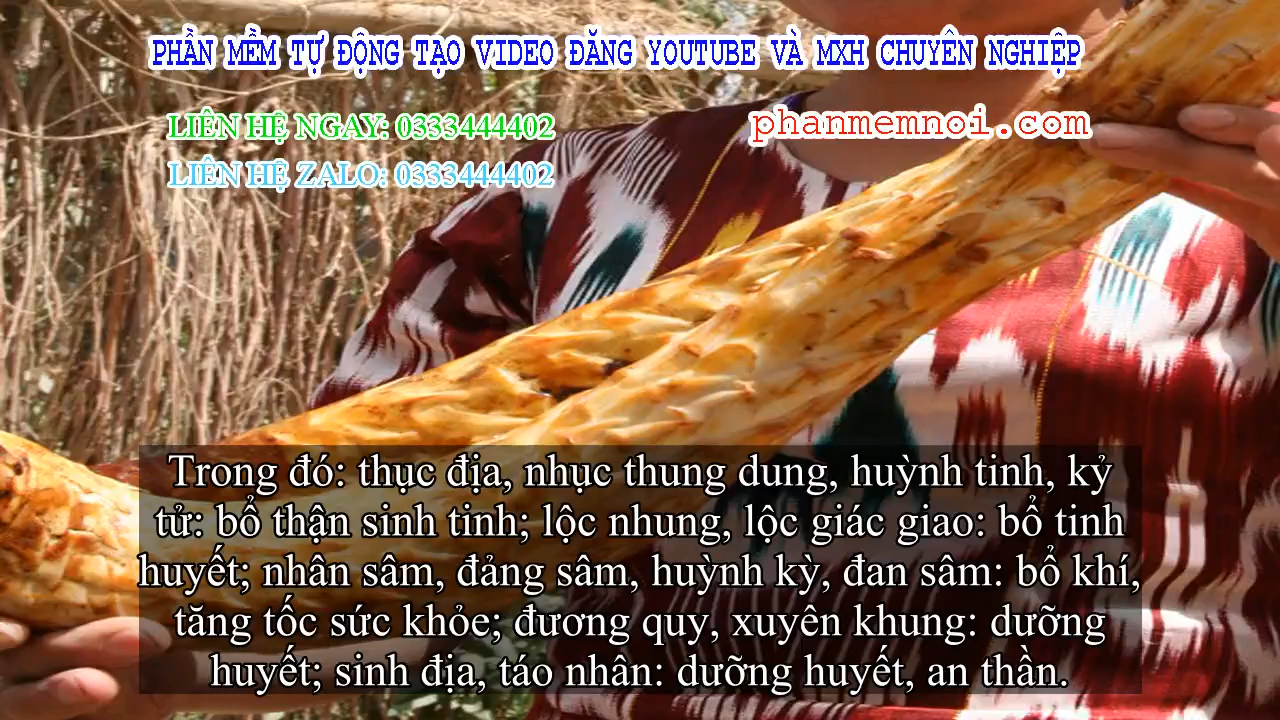 PHẦN MỀM TỰ ĐỘNG TẠO VIDEO ĐĂNG YOUTUBE VÀ MXH CHUYÊN NGHIỆP
LIÊN HỆ NGAY: 0333444402
phanmemnoi.com
LIÊN HỆ ZALO: 0333444402
Trong đó: thục địa, nhục thung dung, huỳnh tinh, kỷ
tử: bổ thận sinh tinh; lộc nhung, lộc giác giao: bổ tinh
huyết; nhân sâm, đảng sâm, huỳnh kỳ, đan sâm: bổ khí,
tăng tốc sức khỏe; đương quy, xuyên khung: dưỡng
huyết; sinh địa, táo nhân: dưỡng huyết, an thần.